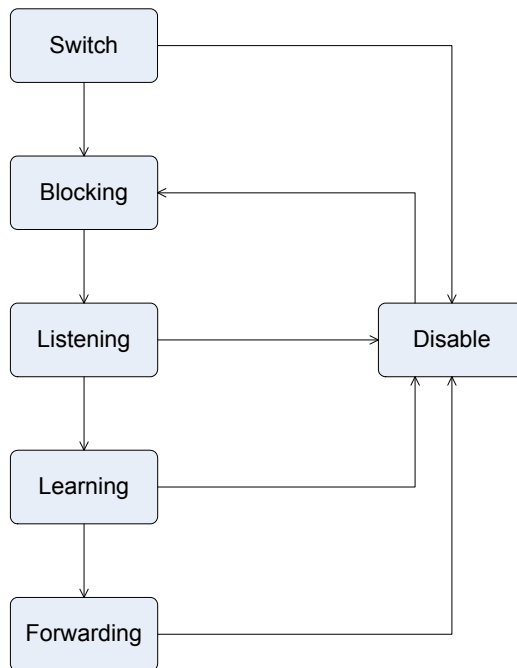 Switch
Blocking
Listening
Disable
Learning
Forwarding